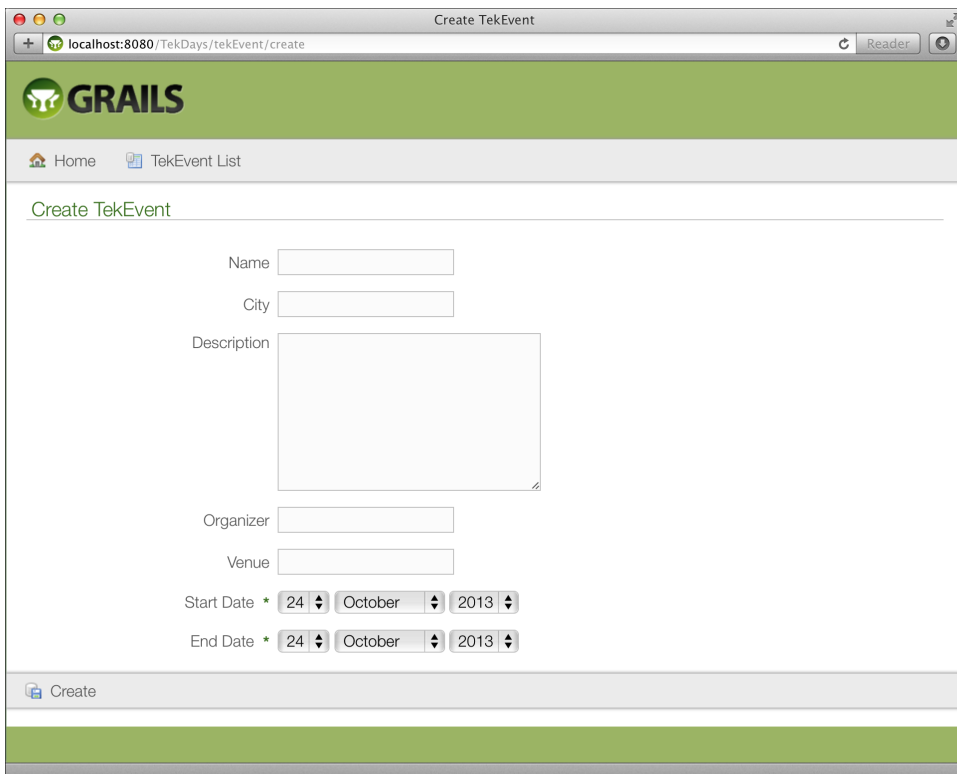 Create TekEvent
localhost:8080/TekDays/tekEvent/create
Reader
GRAILS
Home TekEvent List
Create TekEvent
Name
City
Description
Organizer
Venue
Start Date * 24 October 2013
End Date * 24 October 2013
Create